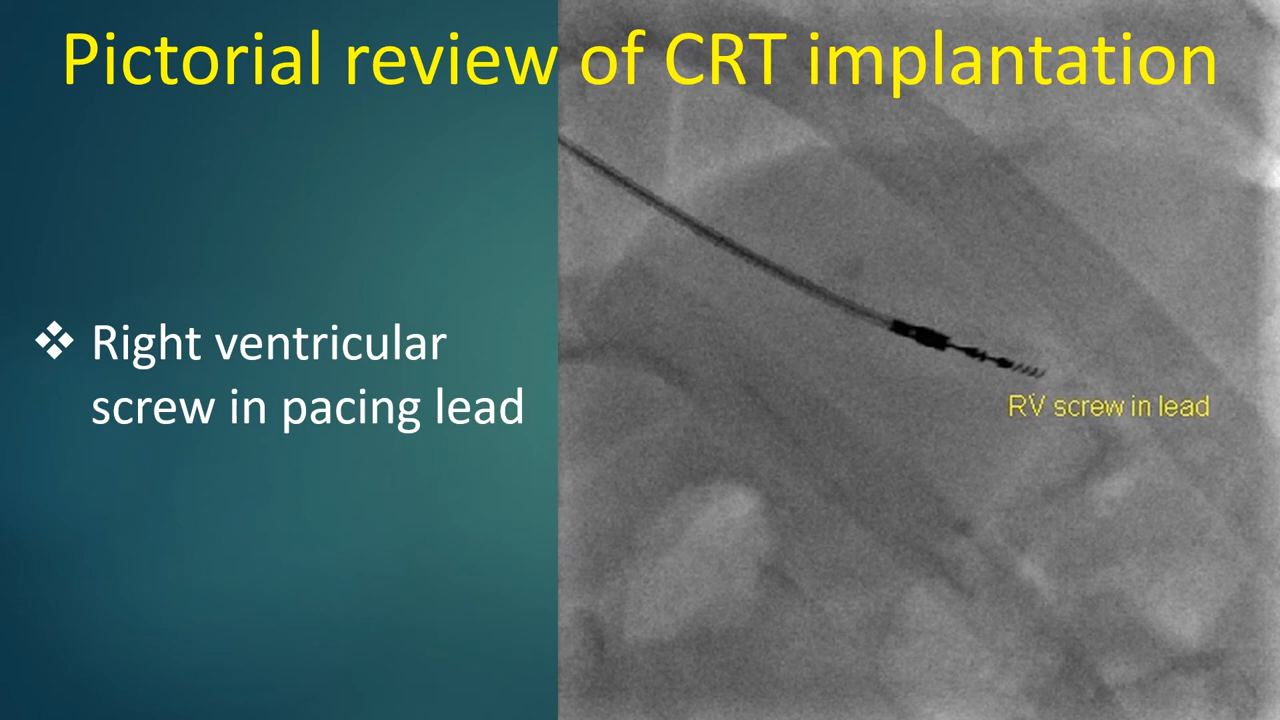 Pictorial review of CRT implantation
Right ventricular
screw in pacing lead
RV screw in lead